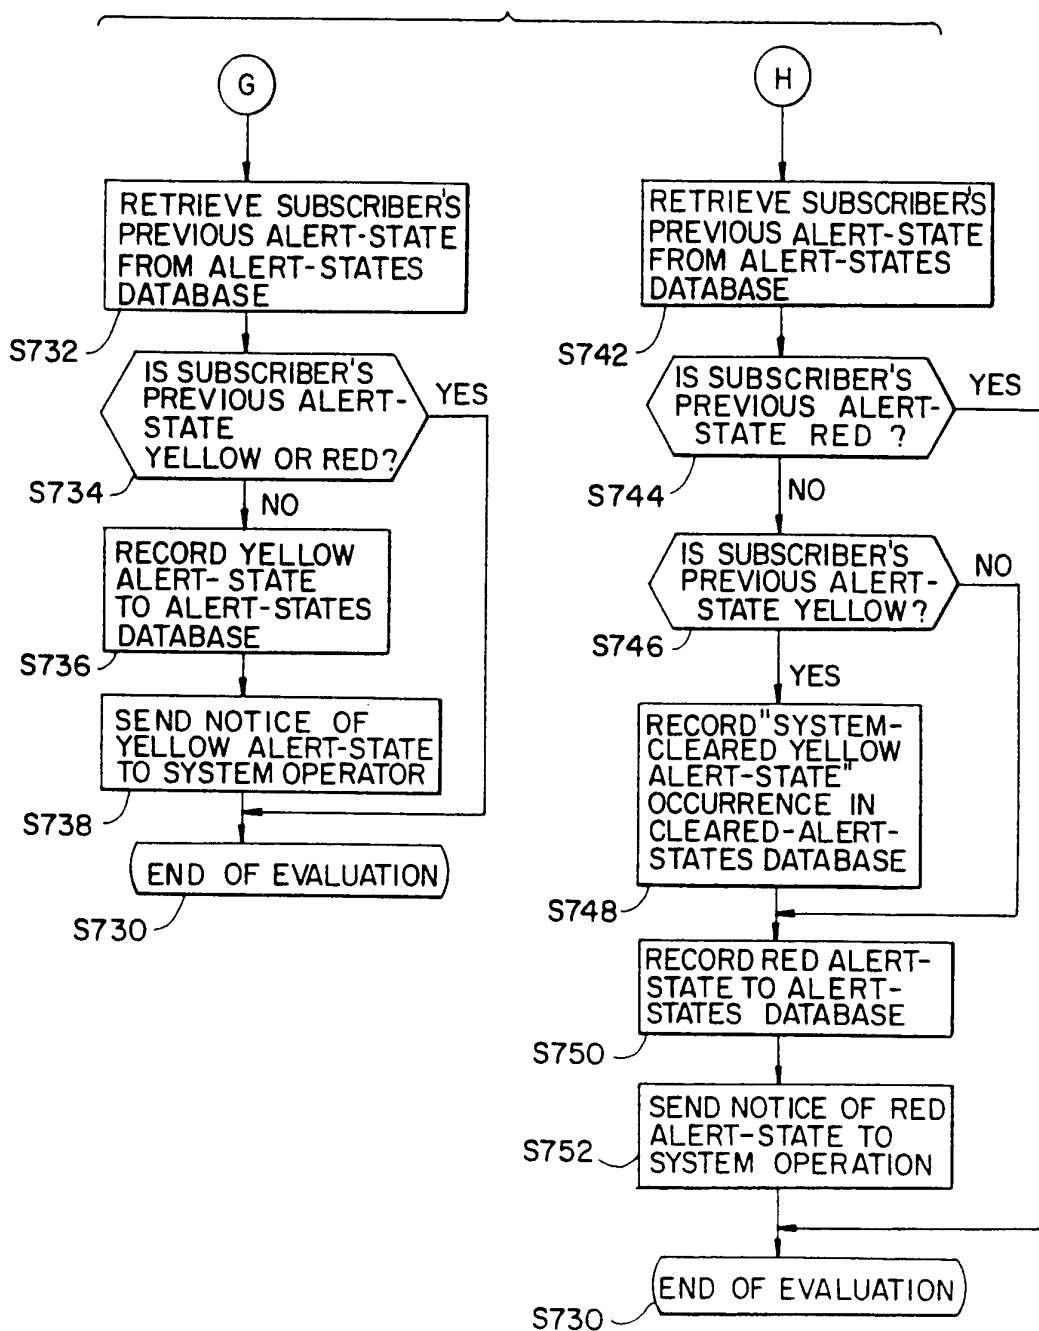 G
RETRIEVE SUBSCRIBER'S
PREVIOUS ALERT-STATE
FROM ALERT-STATES
DATABASE
S732
IS SUBSCRIBER'S
PREVIOUS ALERT-
STATE
YELLOW OR RED?
YES
S734
NO
RECORD YELLOW
ALERT-STATE
TO ALERT-STATES
DATABASE
S736
SEND NOTICE OF
YELLOW ALERT-STATE
TO SYSTEM OPERATOR
S738
END OF EVALUATION
S730
H
RETRIEVE SUBSCRIBER'S
PREVIOUS ALERT-STATE
FROM ALERT-STATES
DATABASE
S742
IS SUBSCRIBER'S
PREVIOUS ALERT-
STATE RED ?
YES
S744
NO
IS SUBSCRIBER'S
PREVIOUS ALERT-
STATE YELLOW?
NO
S746
YES
RECORD "SYSTEM-
CLEARED YELLOW
ALERT-STATE"
OCCURRENCE IN
CLEARED-ALERT-
STATES DATABASE
S748
RECORD RED ALERT-
STATE TO ALERT-
STATES DATABASE
S750
SEND NOTICE OF RED
ALERT-STATE TO
SYSTEM OPERATION
S752
END OF EVALUATION
S730